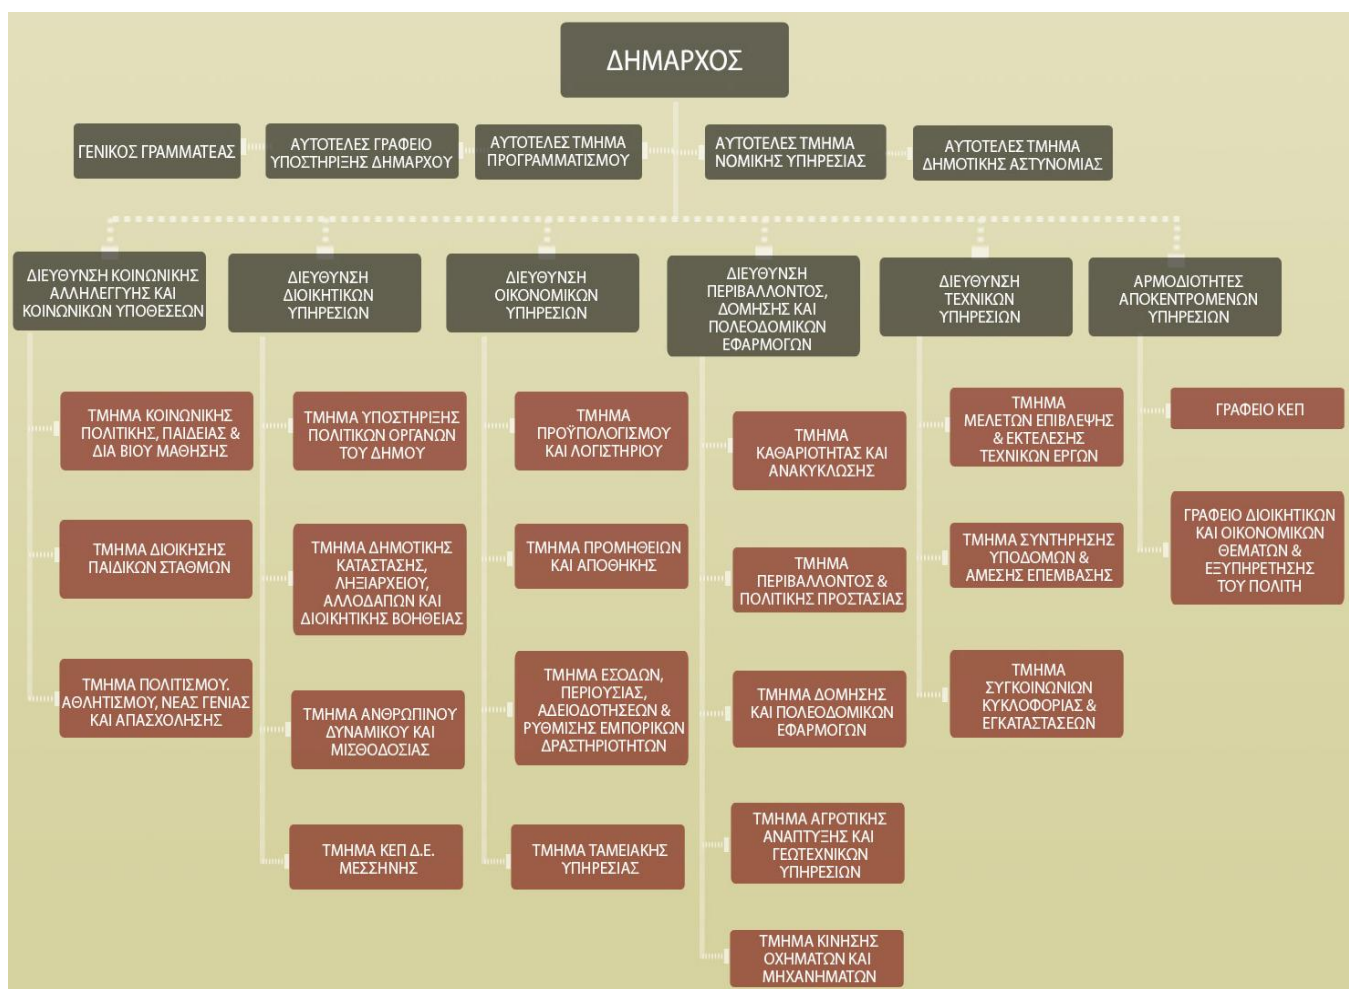 ΔΗΜΑΡΧΟΣ
ΓΕΝΙΚΟΣ ΓΡΑΜΜΑΤΕΑΣ
ΑΥΤΟΤΕΛΕΣ ΓΡΑΦΕΙΟ
ΥΠΟΣΤΗΡΙΞΗΣ ΔΗΜΑΡΧΟΥ
ΑΥΤΟΤΕΛΕΣ ΤΜΗΜΑ
ΠΡΟΓΡΑΜΜΑΤΙΣΜΟΥ
ΑΥΤΟΤΕΛΕΣ ΤΜΗΜΑ
ΝΟΜΙΚΗΣ ΥΠΗΡΕΣΙΑΣ
ΑΥΤΟΤΕΛΕΣ ΤΜΗΜΑ
ΔΗΜΟΤΙΚΗΣ ΑΣΤΥΝΟΜΙΑΣ
ΔΙΕΥΘΥΝΣΗ ΚΟΙΝΩΝΙΚΗΣ
ΑΛΛΗΛΕΓΓΥΗΣ ΚΑΙ
ΚΟΙΝΩΝΙΚΩΝ ΥΠΟΘΕΣΕΩΝ
ΤΜΗΜΑ ΚΟΙΝΩΝΙΚΗΣ
ΠΟΛΙΤΙΚΗΣ, ΠΑΙΔΕΙΑΣ &
ΔΙΑ ΒΙΟΥ ΜΑΘΗΣΗΣ
ΤΜΗΜΑ ΔΙΟΙΚΗΣΗΣ
ΠΑΙΔΙΚΩΝ ΣΤΑΘΜΩΝ
ΤΜΗΜΑ ΠΟΛΙΤΙΣΜΟΥ.
ΑΘΛΗΤΙΣΜΟΥ, ΝΕΑΣ ΓΕΝΙΑΣ
ΚΑΙ ΑΠΑΣΧΟΛΗΣΗΣ
ΔΙΕΥΘΥΝΣΗ
ΔΙΟΙΚΗΤΙΚΩΝ
ΥΠΗΡΕΣΙΩΝ
ΤΜΗΜΑ ΥΠΟΣΤΗΡΙΞΗΣ
ΠΟΛΙΤΙΚΩΝ ΟΡΓΑΝΩΝ
ΤΟΥ ΔΗΜΟΥ
ΤΜΗΜΑ ΔΗΜΟΤΙΚΗΣ
ΚΑΤΑΣΤΑΣΗΣ,
ΛΗΞΙΑΡΧΕΙΟΥ,
ΑΛΛΟΔΑΠΩΝ ΚΑΙ
ΔΙΟΙΚΗΤΙΚΗΣ ΒΟΗΘΕΙΑΣ
ΤΜΗΜΑ ΑΝΘΡΩΠΙΝΟΥ
ΔΥΝΑΜΙΚΟΥ ΚΑΙ
ΜΙΣΘΟΔΟΣΙΑΣ
ΤΜΗΜΑ ΚΕΠ Δ.Ε.
ΜΕΣΣΗΝΗΣ
ΔΙΕΥΘΥΝΣΗ
ΟΙΚΟΝΟΜΙΚΩΝ
ΥΠΗΡΕΣΙΩΝ
ΤΜΗΜΑ
ΠΡΟΫΠΟΛΟΓΙΣΜΟΥ
ΚΑΙ ΛΟΓΙΣΤΗΡΙΟΥ
ΤΜΗΜΑ ΠΡΟΜΗΘΕΙΩΝ
ΚΑΙ ΑΠΟΘΗΚΗΣ
ΤΜΗΜΑ ΕΣΟΔΩΝ,
ΠΕΡΙΟΥΣΙΑΣ,
ΑΔΕΙΟΔΟΤΗΣΕΩΝ &
ΡΥΘΜΙΣΗΣ ΕΜΠΟΡΙΚΩΝ
ΔΡΑΣΤΗΡΙΟΤΗΤΩΝ
ΤΜΗΜΑ ΤΑΜΕΙΑΚΗΣ
ΥΠΗΡΕΣΙΑΣ
ΔΙΕΥΘΥΝΣΗ
ΠΕΡΙΒΑΛΛΟΝΤΟΣ,
ΔΟΜΗΣΗΣ ΚΑΙ
ΠΟΛΕΟΔΟΜΙΚΩΝ
ΕΦΑΡΜΟΓΩΝ
ΤΜΗΜΑ
ΚΑΘΑΡΙΟΤΗΤΑΣ ΚΑΙ
ΑΝΑΚΥΚΛΩΣΗΣ
ΤΜΗΜΑ
ΠΕΡΙΒΑΛΛΟΝΤΟΣ &
ΠΟΛΙΤΙΚΗΣ ΠΡΟΣΤΑΣΙΑΣ
ΤΜΗΜΑ ΔΟΜΗΣΗΣ
ΚΑΙ ΠΟΛΕΟΔΟΜΙΚΩΝ
ΕΦΑΡΜΟΓΩΝ
ΤΜΗΜΑ ΑΓΡΟΤΙΚΗΣ
ΑΝΑΠΤΥΞΗΣ ΚΑΙ
ΓΕΩΤΕΧΝΙΚΩΝ
ΥΠΗΡΕΣΙΩΝ
ΤΜΗΜΑ ΚΙΝΗΣΗΣ
ΟΧΗΜΑΤΩΝ ΚΑΙ
ΜΗΧΑΝΗΜΑΤΩΝ
ΔΙΕΥΘΥΝΣΗ
ΤΕΧΝΙΚΩΝ
ΥΠΗΡΕΣΙΩΝ
ΤΜΗΜΑ
ΜΕΛΕΤΩΝ ΕΠΙΒΛΕΨΗΣ
& ΕΚΤΕΛΕΣΗΣ
ΤΕΧΝΙΚΩΝ ΕΡΓΩΝ
ΤΜΗΜΑ ΣΥΝΤΗΡΗΣΗΣ
ΥΠΟΔΟΜΩΝ &
ΑΜΕΣΗΣ ΕΠΕΜΒΑΣΗΣ
ΤΜΗΜΑ
ΣΥΓΚΟΙΝΩΝΙΩΝ
ΚΥΚΛΟΦΟΡΙΑΣ &
ΕΓΚΑΤΑΣΤΑΣΕΩΝ
ΑΡΜΟΔΙΟΤΗΤΕΣ
ΑΠΟΚΕΝΤΡΟΜΕΝΩΝ
ΥΠΗΡΕΣΙΩΝ
ΓΡΑΦΕΙΟ ΚΕΠ
ΓΡΑΦΕΙΟ ΔΙΟΙΚΗΤΙΚΩΝ
ΚΑΙ ΟΙΚΟΝΟΜΙΚΩΝ
ΘΕΜΑΤΩΝ &
ΕΞΥΠΗΡΕΤΗΣΗΣ
ΤΟΥ ΠΟΛΙΤΗ